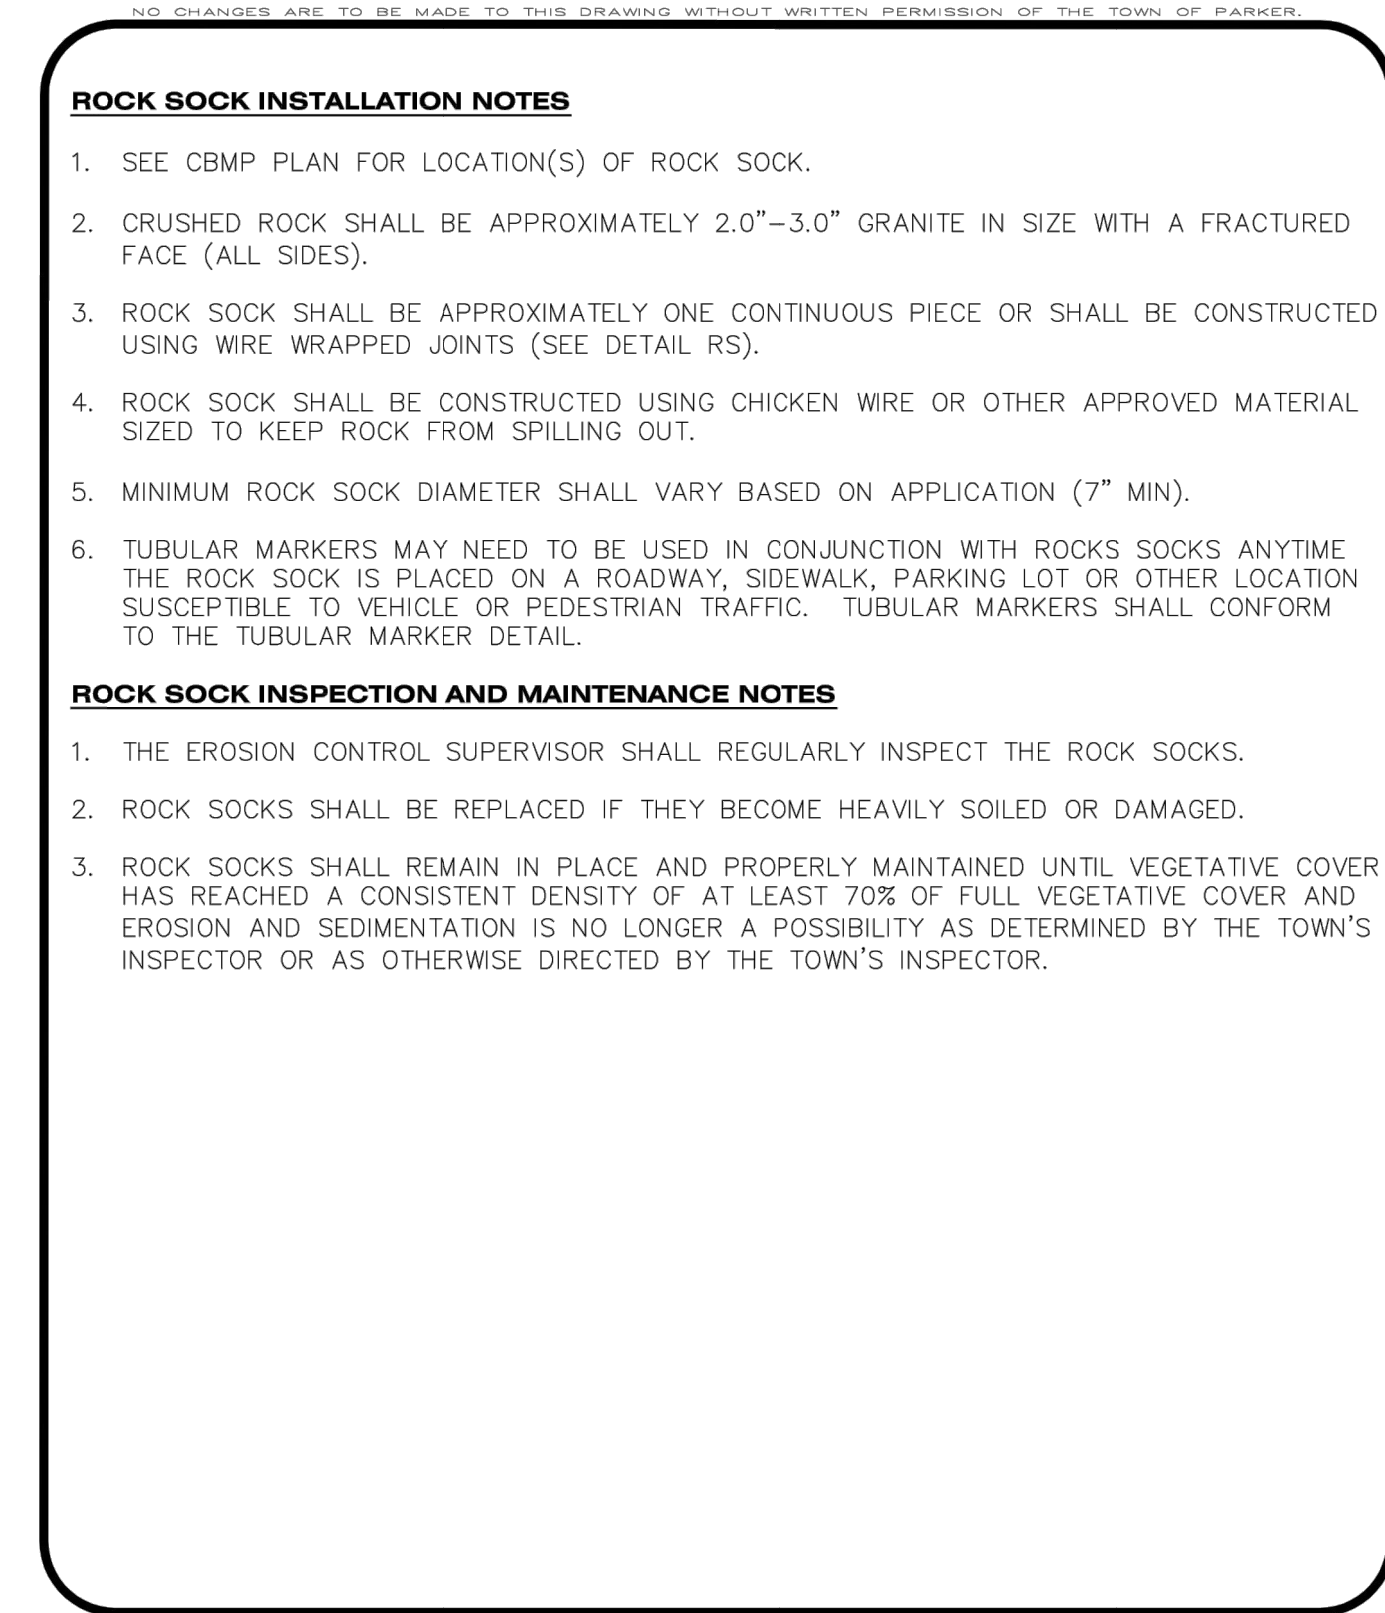 NO CHANGES ARE TO BE MADE TO THIS DRAWING WITHOUT WRITTEN PERMISSION OF THE TOWN OF PARKER.
ROCK SOCK INSTALLATION NOTES
1. SEE CBMP PLAN FOR LOCATION(S) OF ROCK SOCK.
2. CRUSHED ROCK SHALL BE APPROXIMATELY 2.0”–3.0” GRANITE IN SIZE WITH A FRACTURED
FACE (ALL SIDES).
3. ROCK SOCK SHALL BE APPROXIMATELY ONE CONTINUOUS PIECE OR SHALL BE CONSTRUCTED
USING WIRE WRAPPED JOINTS (SEE DETAIL RS).
4. ROCK SOCK SHALL BE CONSTRUCTED USING CHICKEN WIRE OR OTHER APPROVED MATERIAL
SIZED TO KEEP ROCK FROM SPILLING OUT.
5. MINIMUM ROCK SOCK DIAMETER SHALL VARY BASED ON APPLICATION (7” MIN).
6. TUBULAR MARKERS MAY NEED TO BE USED IN CONJUNCTION WITH ROCKS SOCKS ANYTIME
THE ROCK SOCK IS PLACED ON A ROADWAY, SIDEWALK, PARKING LOT OR OTHER LOCATION
SUSCEPTIBLE TO VEHICLE OR PEDESTRIAN TRAFFIC. TUBULAR MARKERS SHALL CONFORM
TO THE TUBULAR MARKER DETAIL.
ROCK SOCK INSPECTION AND MAINTENANCE NOTES
1. THE EROSION CONTROL SUPERVISOR SHALL REGULARLY INSPECT THE ROCK SOCKS.
2. ROCK SOCKS SHALL BE REPLACED IF THEY BECOME HEAVILY SOILED OR DAMAGED.
3. ROCK SOCKS SHALL REMAIN IN PLACE AND PROPERLY MAINTAINED UNTIL VEGETATIVE COVER
HAS REACHED A CONSISTENT DENSITY OF AT LEAST 70% OF FULL VEGETATIVE COVER AND
EROSION AND SEDIMENTATION IS NO LONGER A POSSIBILITY AS DETERMINED BY THE TOWN’S
INSPECTOR OR AS OTHERWISE DIRECTED BY THE TOWN’S INSPECTOR.